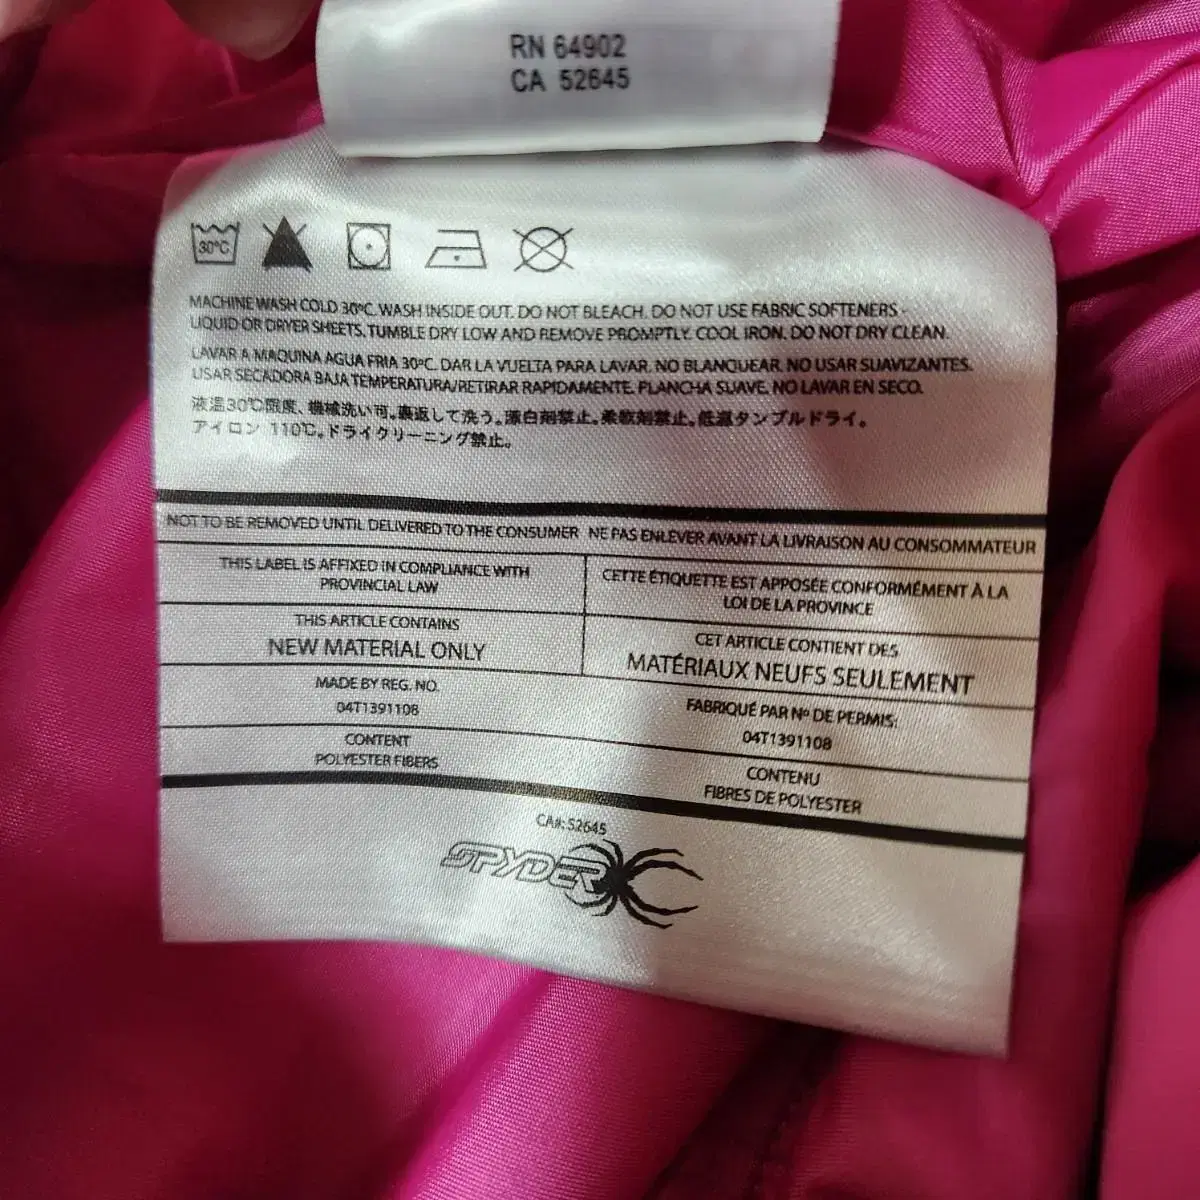 RN 64902
CA 52645
30°C
MACHINE WASH COLD 30°C. WASH INSIDE OUT. DO NOT BLEACH. DO NOT USE FABRIC SOFTENERS -
LIQUID OR DRYER SHEETS. TUMBLE DRY LOW AND REMOVE PROMPTLY. COOL IRON. DO NOT DRY CLEAN.
LAVAR A MAQUINA AGUA FRIA 30°C. DAR LA VUELTA PARA LAVAR. NO BLANQUEAR. NO USAR SUAVIZANTES.
USAR SECADORA BAJA TEMPERATURA/RETIRAR RAPIDAMENTE. PLANCHA SUAVE. NO LAVAR EN SECO.
液温30℃限度、機械洗い可。裏返して洗う。漂白剤禁止。柔軟剤禁止。低温タンブルドライ。
アイロン 110℃。ドライクリーニング禁止。
NOT TO BE REMOVED UNTIL DELIVERED TO THE CONSUMER NE PAS ENLEVER AVANT LA LIVRAISON AU CONSOMMATEUR
THIS LABEL IS AFFIXED IN COMPLIANCE WITH
PROVINCIAL LAW
CETTE ÉTIQUETTE EST APPOSÉE CONFORMÉMENT À LA
LOI DE LA PROVINCE
THIS ARTICLE CONTAINS
NEW MATERIAL ONLY
CET ARTICLE CONTIENT DES
MATÉRIAUX NEUFS SEULEMENT
MADE BY REG. NO.
04T1391108
FABRIQUÉ PAR Nº DE PERMIS:
04T1391108
CONTENT
POLYESTER FIBERS
CONTENU
FIBRES DE POLYESTER
CA#: 52645
SPYDER